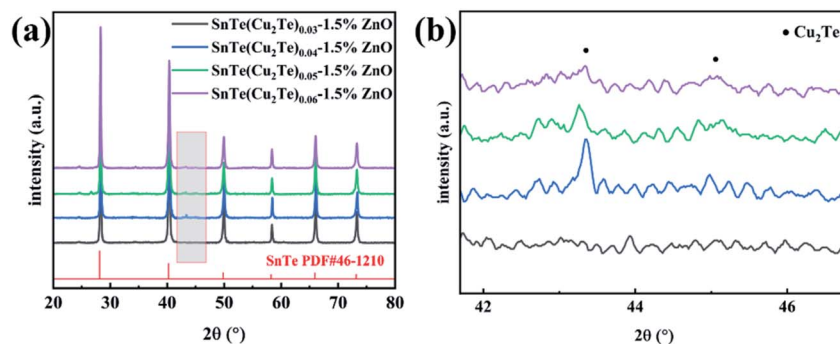 (a)
SnTe(Cu₂Te)₀.₀₃-1.5% ZnO
SnTe(Cu₂Te)₀.₀₄-1.5% ZnO
SnTe(Cu₂Te)₀.₀₅-1.5% ZnO
SnTe(Cu₂Te)₀.₀₆-1.5% ZnO
intensity (a.u.)
SnTe PDF#46-1210
20 30 40 50 60 70 80
2θ (°)
(b)
• Cu₂Te
intensity (a.u.)
42 44 46
2θ (°)